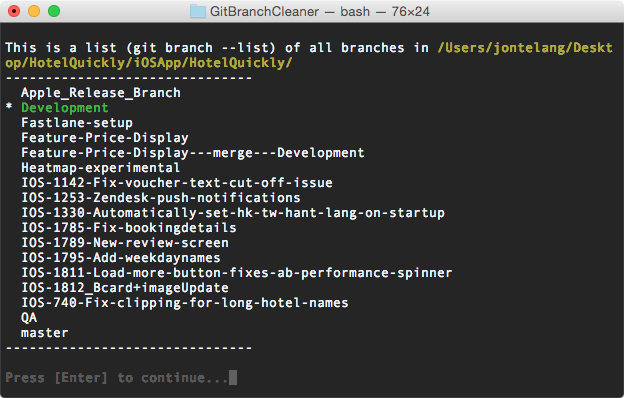 GitBranchCleaner — bash — 76×24
This is a list (git branch --list) of all branches in /Users/jontelang/Deskt
op/HotelQuickly/iOSApp/HotelQuickly/
-------------------------------
Apple_Release_Branch
* Development
Fastlane-setup
Feature-Price-Display
Feature-Price-Display---merge---Development
Heatmap-experimental
IOS-1142-Fix-voucher-text-cut-off-issue
IOS-1253-Zendesk-push-notifications
IOS-1330-Automatically-set-hk-tw-hant-lang-on-startup
IOS-1785-Fix-bookingdetails
IOS-1789-New-review-screen
IOS-1795-Add-weekdaynames
IOS-1811-Load-more-button-fixes-ab-performance-spinner
IOS-1812_Bcard+imageUpdate
IOS-740-Fix-clipping-for-long-hotel-names
QA
master
-------------------------------
Press [Enter] to continue...